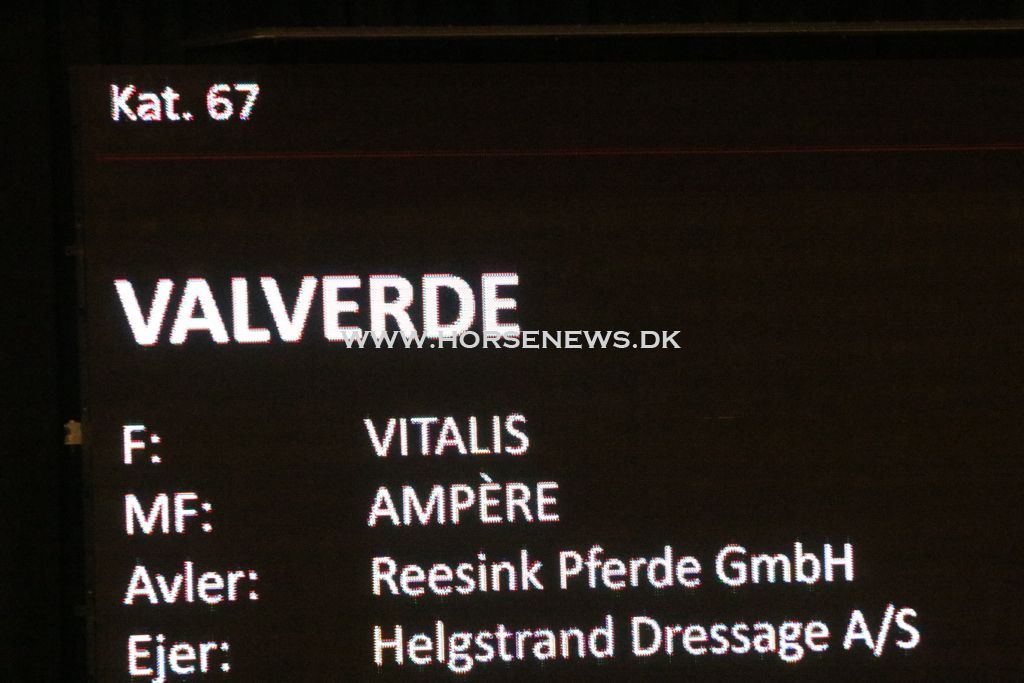 Kat. 67
VALVERDE
WWW.HORSENEWS.DK
F: VITALIS
MF: AMPÈRE
Avler: Reesink Pferde GmbH
Ejer: Helgstrand Dressage A/S